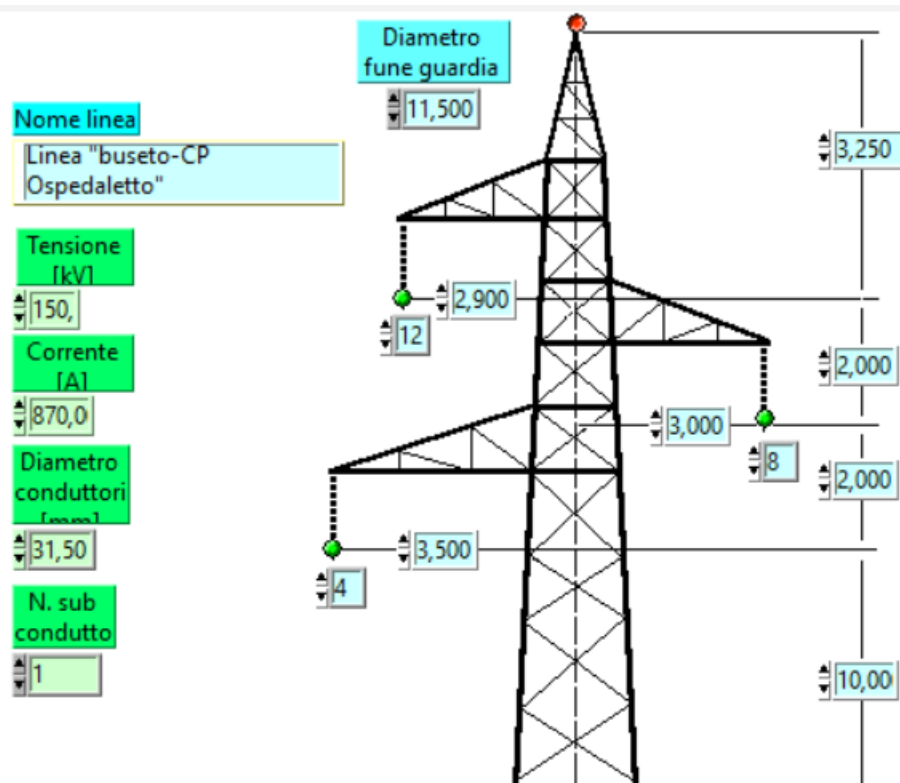 Diametro
fune guardia
11,500
Nome linea
Linea "buseto-CP
Ospedaletto"
3,250
Tensione
[kV]
150,
2,900
12
Corrente
[A]
870,0
2,000
3,000
8
Diametro
conduttori
[mm]
31,50
2,000
3,500
4
N. sub
condutto
1
10,00